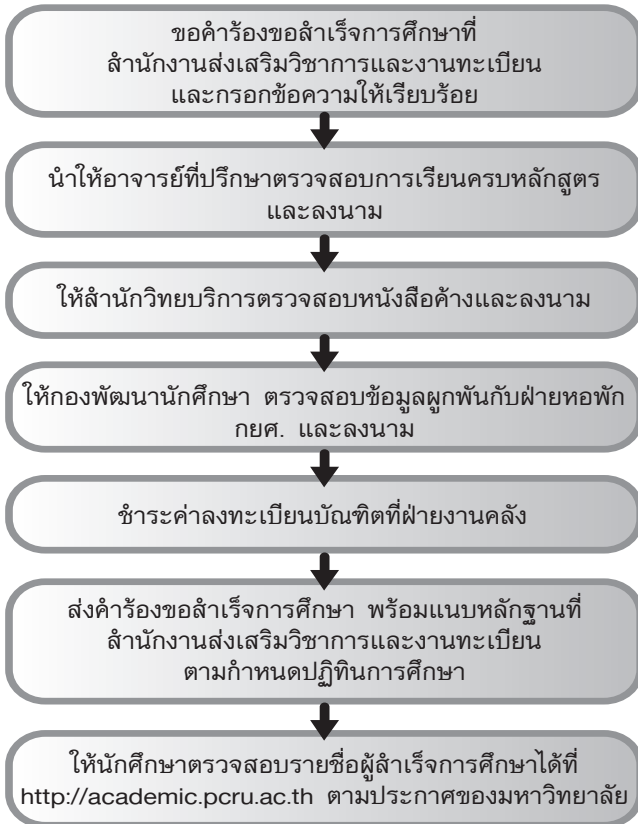 ขอคำร้องขอสำเร็จการศึกษาที่
สำนักงานส่งเสริมวิชาการและงานทะเบียน
และกรอกข้อความให้เรียบร้อย
นำให้อาจารย์ที่ปรึกษาตรวจสอบการเรียนครบหลักสูตร
และลงนาม
ให้สำนักวิทยบริการตรวจสอบหนังสือค้างและลงนาม
ให้กองพัฒนานักศึกษา ตรวจสอบข้อมูลผูกพันกับฝ่ายหอพัก
กยศ. และลงนาม
ชำระค่าลงทะเบียนบัณฑิตที่ฝ่ายงานคลัง
ส่งคำร้องขอสำเร็จการศึกษา พร้อมแนบหลักฐานที่
สำนักงานส่งเสริมวิชาการและงานทะเบียน
ตามกำหนดปฏิทินการศึกษา
ให้นักศึกษาตรวจสอบรายชื่อผู้สำเร็จการศึกษาได้ที่
http://academic.pcru.ac.th ตามประกาศของมหาวิทยาลัย